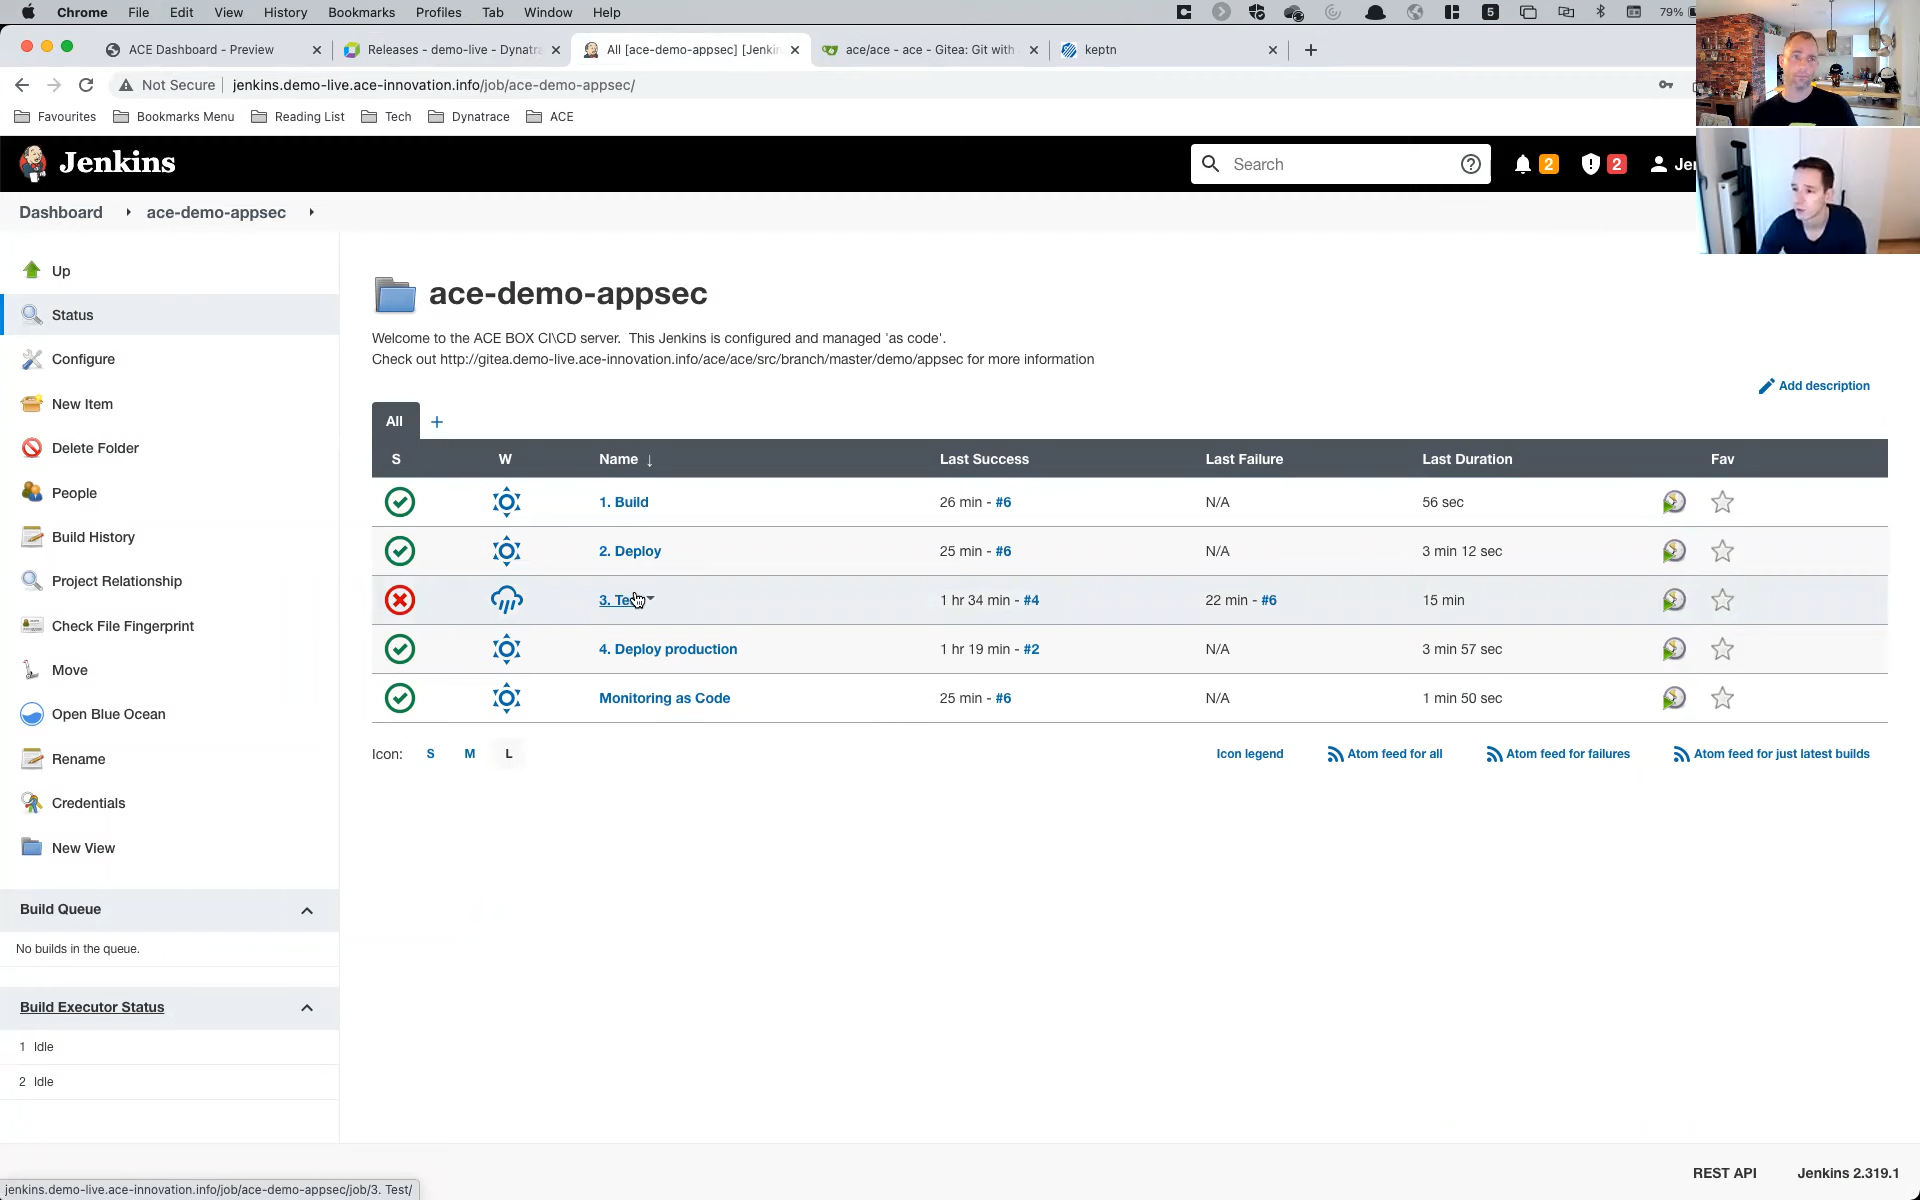 Chrome File Edit View History Bookmarks Profiles Tab Window Help 5 79%
ACE Dashboard - Preview Releases - demo-live - Dynatra All [ace-demo-appsec] [Jenki ace/ace - ace - Gitea: Git with keptn
Not Secure jenkins.demo-live.ace-innovation.info/job/ace-demo-appsec/
Favourites Bookmarks Menu Reading List Tech Dynatrace ACE
Jenkins Search 2 2 Jen
Dashboard ace-demo-appsec
Up
Status
Configure
New Item
Delete Folder
People
Build History
Project Relationship
Check File Fingerprint
Move
Open Blue Ocean
Rename
Credentials
New View
Build Queue
No builds in the queue.
Build Executor Status
1 Idle
2 Idle
ace-demo-appsec
Welcome to the ACE BOX CI\CD server. This Jenkins is configured and managed 'as code'.
Check out http://gitea.demo-live.ace-innovation.info/ace/ace/src/branch/master/demo/appsec for more information
Add description
All +
S W Name ↓ Last Success Last Failure Last Duration Fav
1. Build 26 min - #6 N/A 56 sec
2. Deploy 25 min - #6 N/A 3 min 12 sec
3. Te 1 hr 34 min - #4 22 min - #6 15 min
4. Deploy production 1 hr 19 min - #2 N/A 3 min 57 sec
Monitoring as Code 25 min - #6 N/A 1 min 50 sec
Icon: S M L Icon legend Atom feed for all Atom feed for failures Atom feed for just latest builds
REST API Jenkins 2.319.1
jenkins.demo-live.ace-innovation.info/job/ace-demo-appsec/job/3. Test/